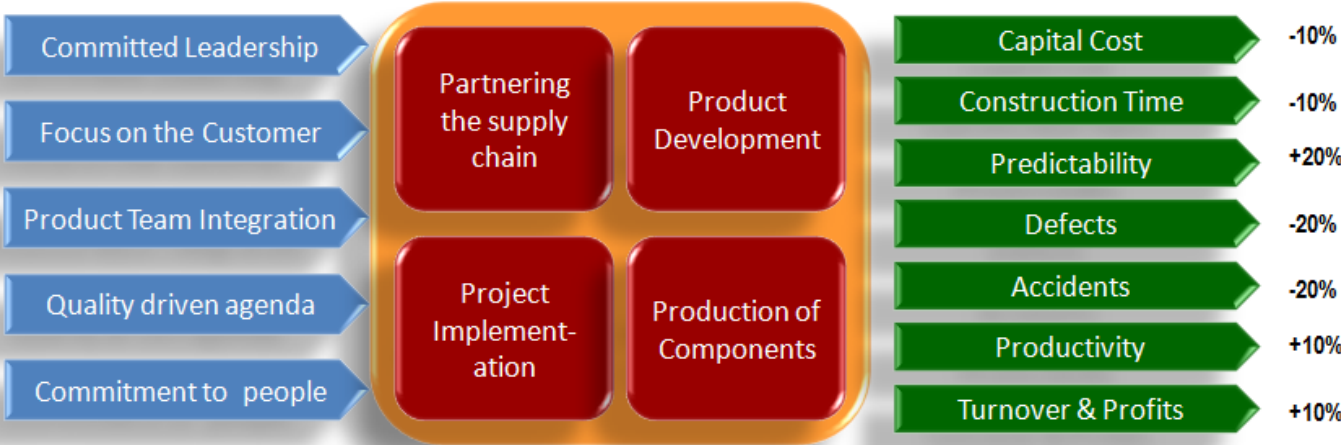 Committed Leadership
Focus on the Customer
Product Team Integration
Quality driven agenda
Commitment to people
Partnering
the supply
chain
Product
Development
Project
Implement-
ation
Production of
Components
Capital Cost -10%
Construction Time -10%
Predictability +20%
Defects -20%
Accidents -20%
Productivity +10%
Turnover & Profits +10%